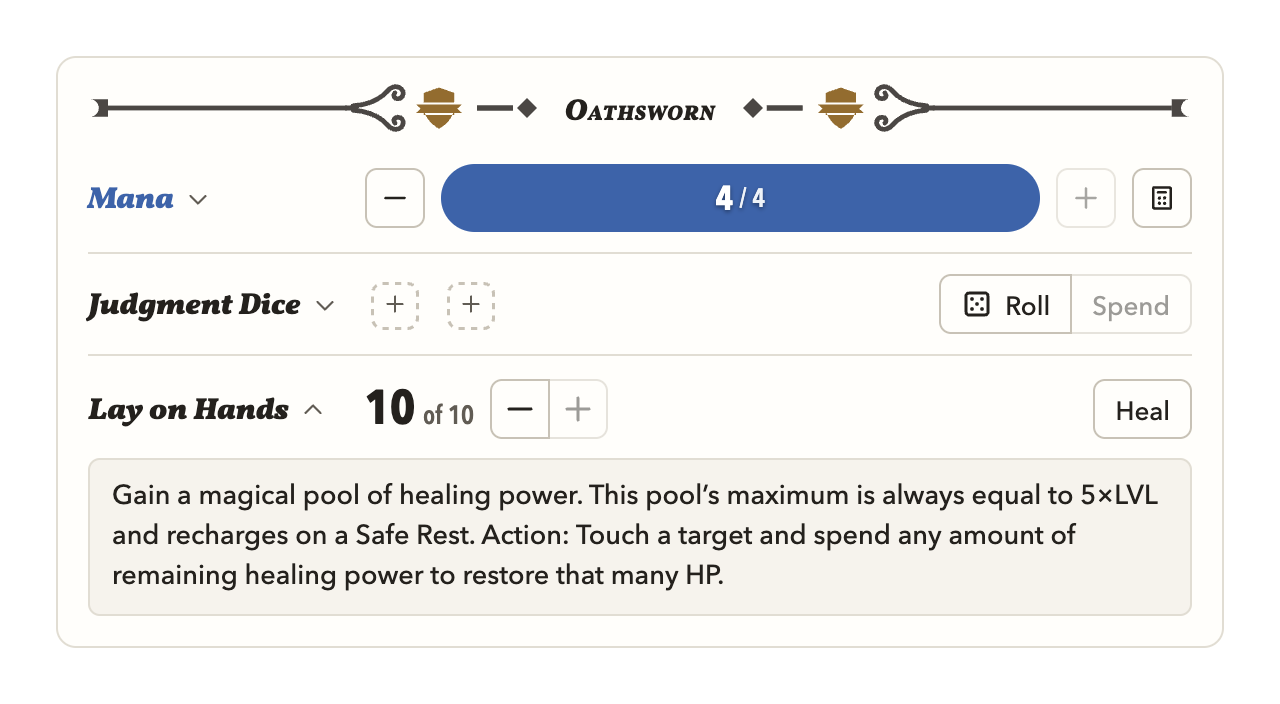 Oathsworn
Mana
4 / 4
Judgment Dice
Roll
Spend
Lay on Hands
10 of 10
Heal
Gain a magical pool of healing power. This pool’s maximum is always equal to 5×LVL
and recharges on a Safe Rest. Action: Touch a target and spend any amount of
remaining healing power to restore that many HP.